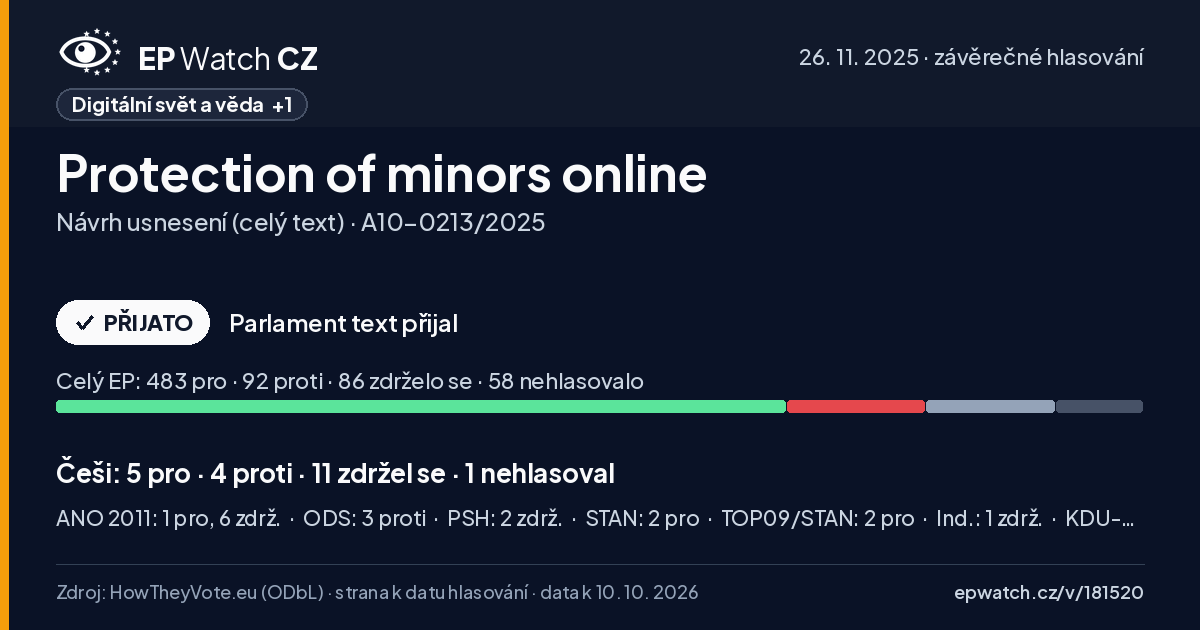 EP Watch CZ
26. 11. 2025 · závěrečné hlasování
Digitální svět a věda +1
Protection of minors online
Návrh usnesení (celý text) · A10-0213/2025
✓ PŘIJATO Parlament text přijal
Celý EP: 483 pro · 92 proti · 86 zdrželo se · 58 nehlasovalo
Češi: 5 pro · 4 proti · 11 zdržel se · 1 nehlasoval
ANO 2011: 1 pro, 6 zdrž. · ODS: 3 proti · PSH: 2 zdrž. · STAN: 2 pro · TOP09/STAN: 2 pro · Ind.: 1 zdrž. · KDU-…
Zdroj: HowTheyVote.eu (ODbL) · strana k datu hlasování · data k 10. 10. 2026
epwatch.cz/v/181520